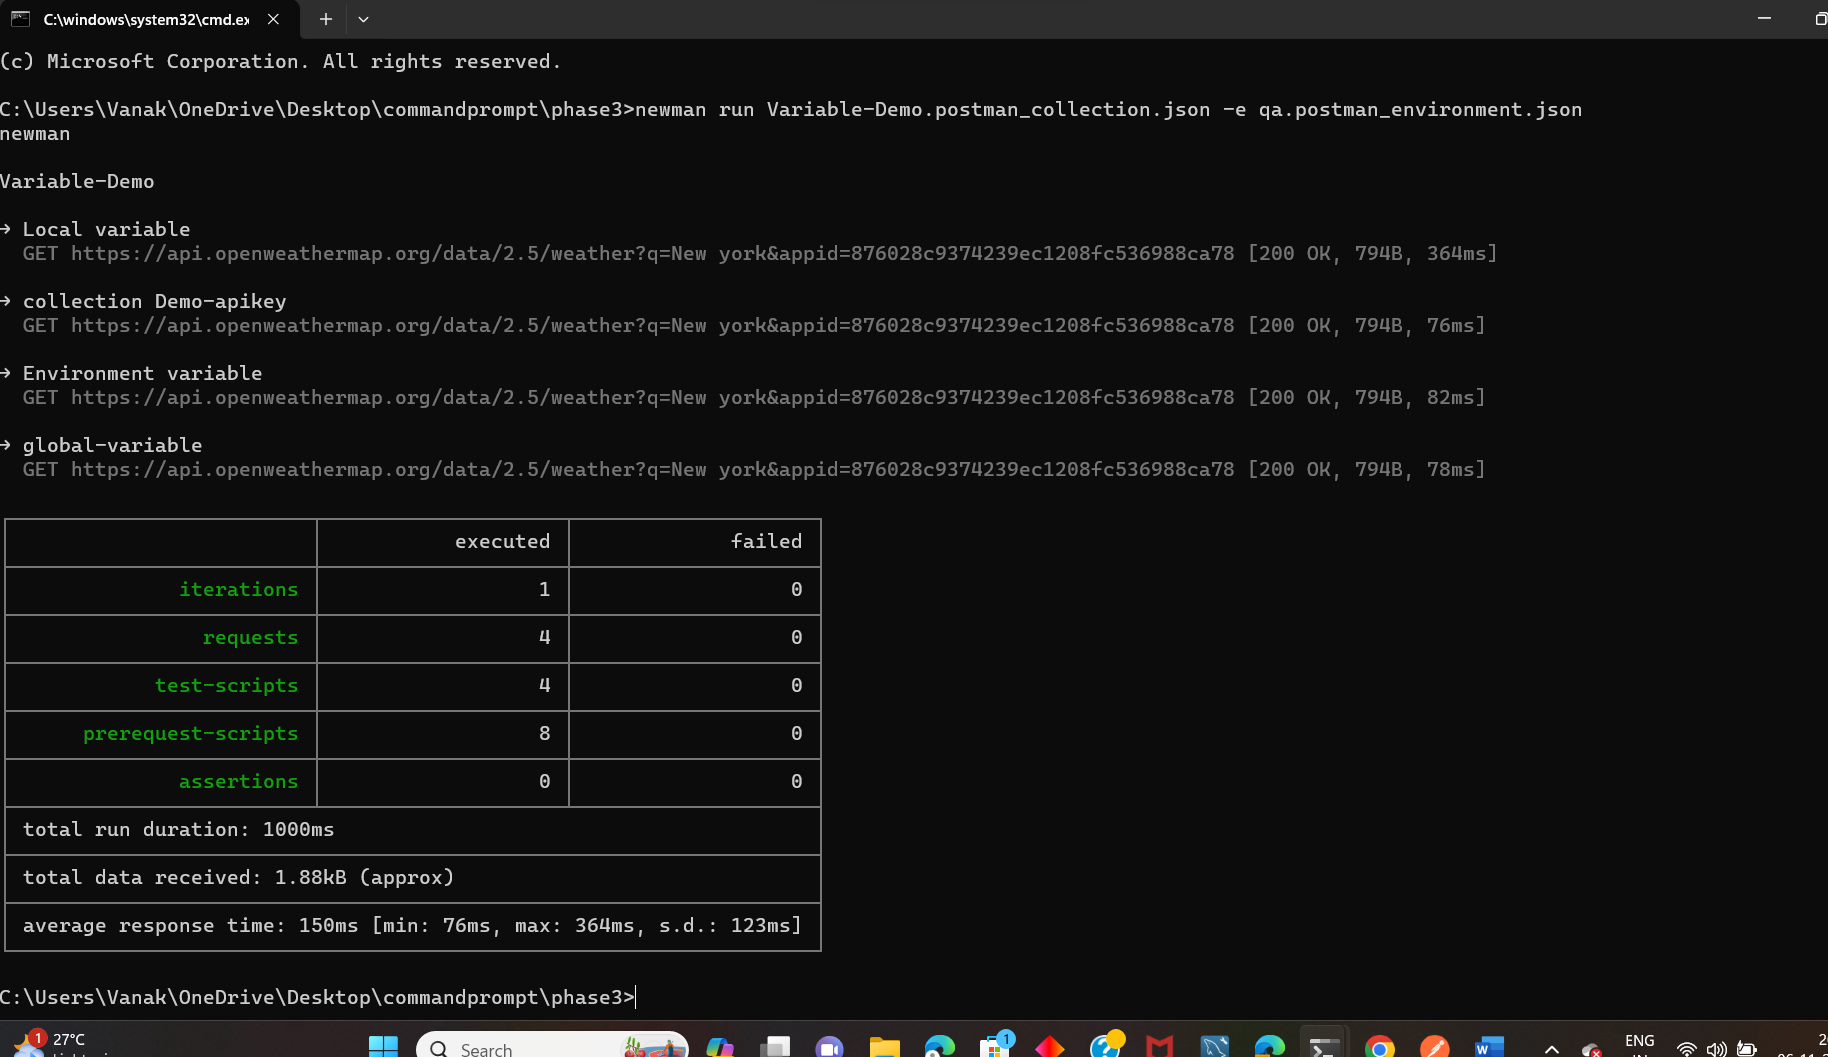 C:\windows\system32\cmd.ex
(c) Microsoft Corporation. All rights reserved.
C:\Users\Vanak\OneDrive\Desktop\commandprompt\phase3>newman run Variable-Demo.postman_collection.json -e qa.postman_environment.json
newman
Variable-Demo
→ Local variable
GET https://api.openweathermap.org/data/2.5/weather?q=New york&appid=876028c9374239ec1208fc536988ca78 [200 OK, 794B, 364ms]
→ collection Demo-apikey
GET https://api.openweathermap.org/data/2.5/weather?q=New york&appid=876028c9374239ec1208fc536988ca78 [200 OK, 794B, 76ms]
→ Environment variable
GET https://api.openweathermap.org/data/2.5/weather?q=New york&appid=876028c9374239ec1208fc536988ca78 [200 OK, 794B, 82ms]
→ global-variable
GET https://api.openweathermap.org/data/2.5/weather?q=New york&appid=876028c9374239ec1208fc536988ca78 [200 OK, 794B, 78ms]
executed failed
iterations 1 0
requests 4 0
test-scripts 4 0
prerequest-scripts 8 0
assertions 0 0
total run duration: 1000ms
total data received: 1.88kB (approx)
average response time: 150ms [min: 76ms, max: 364ms, s.d.: 123ms]
C:\Users\Vanak\OneDrive\Desktop\commandprompt\phase3>
1 27°C
Search
1
ENG